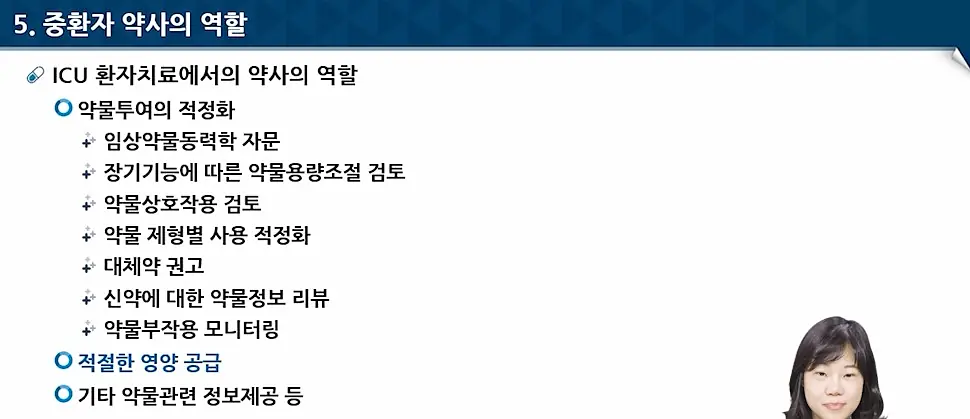 5. 중환자 약사의 역할
ICU 환자치료에서의 약사의 역할
약물투여의 적정화
임상약물동력학 자문
장기기능에 따른 약물용량조절 검토
약물상호작용 검토
약물 제형별 사용 적정화
대체약 권고
신약에 대한 약물정보 리뷰
약물부작용 모니터링
적절한 영양 공급
기타 약물관련 정보제공 등